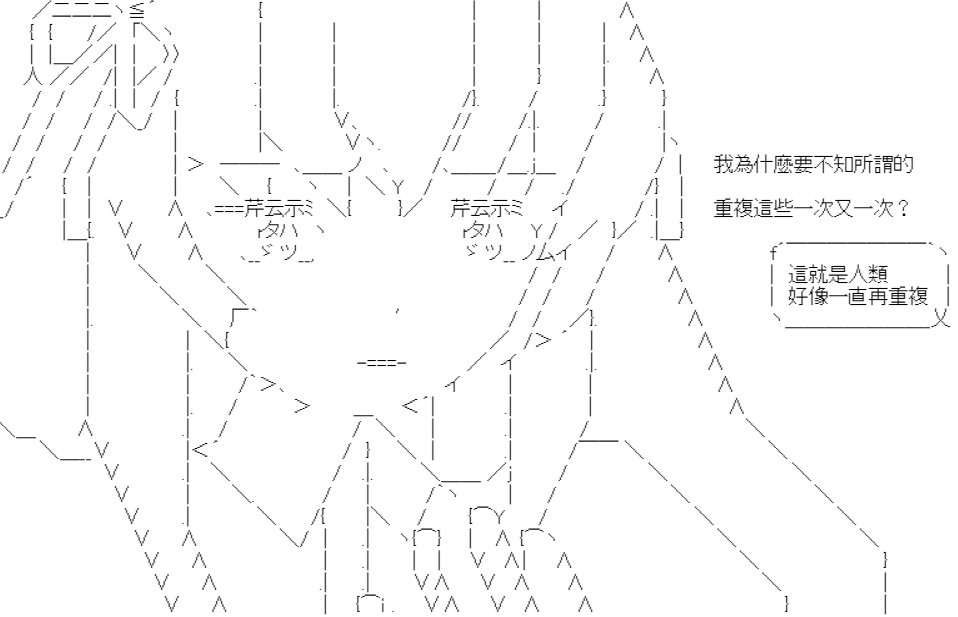 我為什麼要不知所謂的
重複這些一次又一次？
這就是人類
好像一直再重複